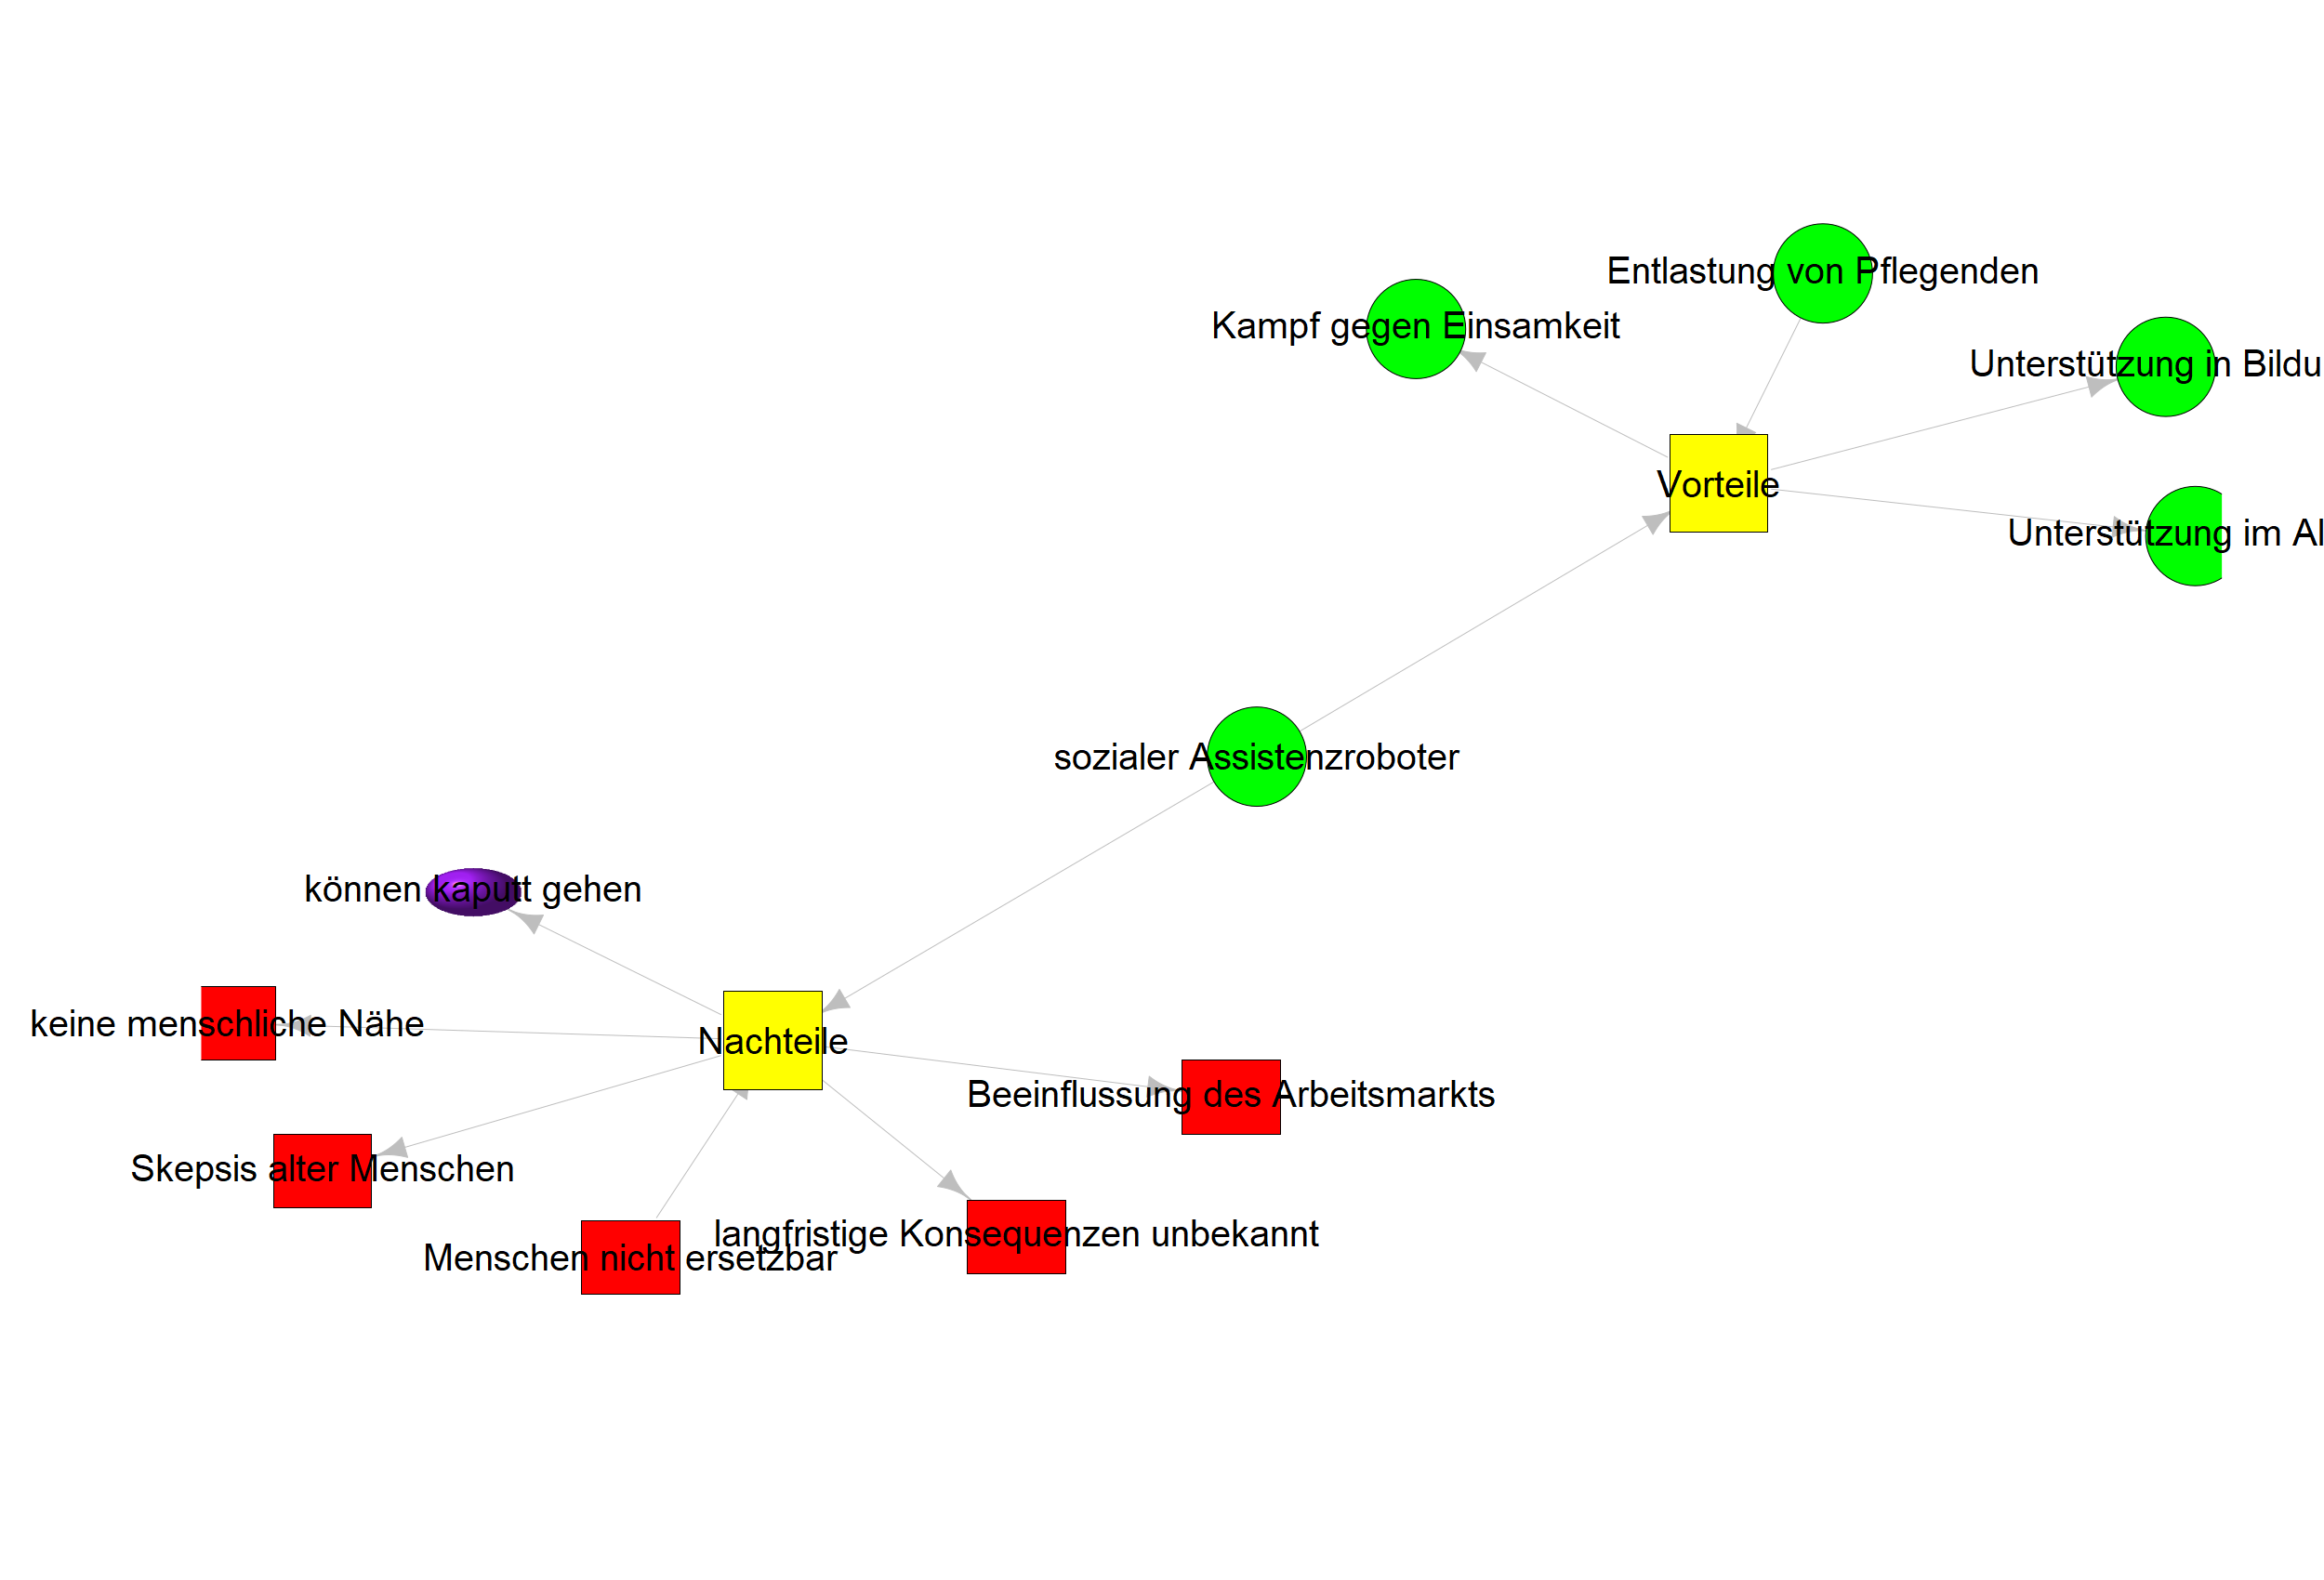 Entlastung von Pflegenden
Kampf gegen Einsamkeit
Unterstützung in Bildu
Vorteile
Unterstützung im Al
sozialer Assistenzroboter
können kaputt gehen
keine menschliche Nähe
Nachteile
Beeinflussung des Arbeitsmarkts
Skepsis alter Menschen
langfristige Konsequenzen unbekannt
Menschen nicht ersetzbar